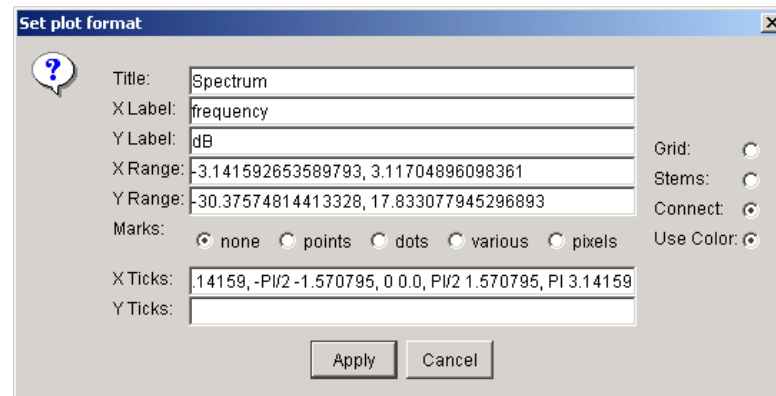 Set plot format
Title: Spectrum
X Label: frequency
Y Label: dB
X Range: -3.141592653589793, 3.11704896098361
Y Range: -30.37574814413328, 17.833077945296893
Marks: none points dots various pixels
X Ticks: .14159, -PI/2 -1.570795, 0 0.0, PI/2 1.570795, PI 3.14159
Y Ticks:
Grid:
Stems:
Connect:
Use Color:
Apply Cancel